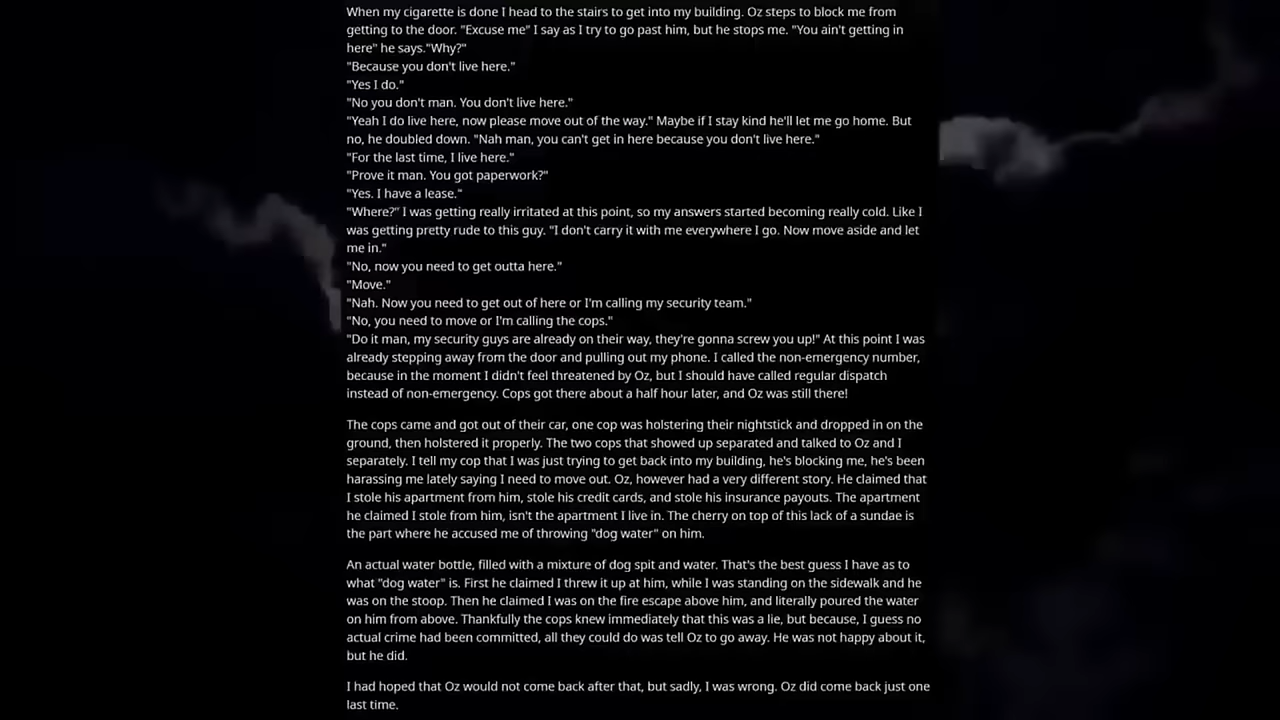 When my cigarette is done I head to the stairs to get into my building. Oz steps to block me from
getting to the door. "Excuse me" I say as I try to go past him, but he stops me. "You ain't getting in
here" he says."Why?"
"Because you don't live here."
"Yes I do."
"No you don't man. You don't live here."
"Yeah I do live here, now please move out of the way." Maybe if I stay kind he'll let me go home. But
no, he doubled down. "Nah man, you can't get in here because you don't live here."
"For the last time, I live here."
"Prove it man. You got paperwork?"
"Yes. I have a lease."
"Where?" I was getting really irritated at this point, so my answers started becoming really cold. Like I
was getting pretty rude to this guy. "I don't carry it with me everywhere I go. Now move aside and let
me in."
"No, now you need to get outta here."
"Move."
"Nah. Now you need to get out of here or I'm calling my security team."
"No, you need to move or I'm calling the cops."
"Do it man, my security guys are already on their way, they're gonna screw you up!" At this point I was
already stepping away from the door and pulling out my phone. I called the non-emergency number,
because in the moment I didn't feel threatened by Oz, but I should have called regular dispatch
instead of non-emergency. Cops got there about a half hour later, and Oz was still there!
The cops came and got out of their car, one cop was holstering their nightstick and dropped in on the
ground, then holstered it properly. The two cops that showed up separated and talked to Oz and I
separately. I tell my cop that I was just trying to get back into my building, he's blocking me, he's been
harassing me lately saying I need to move out. Oz, however had a very different story. He claimed that
I stole his apartment from him, stole his credit cards, and stole his insurance payouts. The apartment
he claimed I stole from him, isn't the apartment I live in. The cherry on top of this lack of a sundae is
the part where he accused me of throwing "dog water" on him.
An actual water bottle, filled with a mixture of dog spit and water. That's the best guess I have as to
what "dog water" is. First he claimed I threw it up at him, while I was standing on the sidewalk and he
was on the stoop. Then he claimed I was on the fire escape above him, and literally poured the water
on him from above. Thankfully the cops knew immediately that this was a lie, but because, I guess no
actual crime had been committed, all they could do was tell Oz to go away. He was not happy about it,
but he did.
I had hoped that Oz would not come back after that, but sadly, I was wrong. Oz did come back just one
last time.